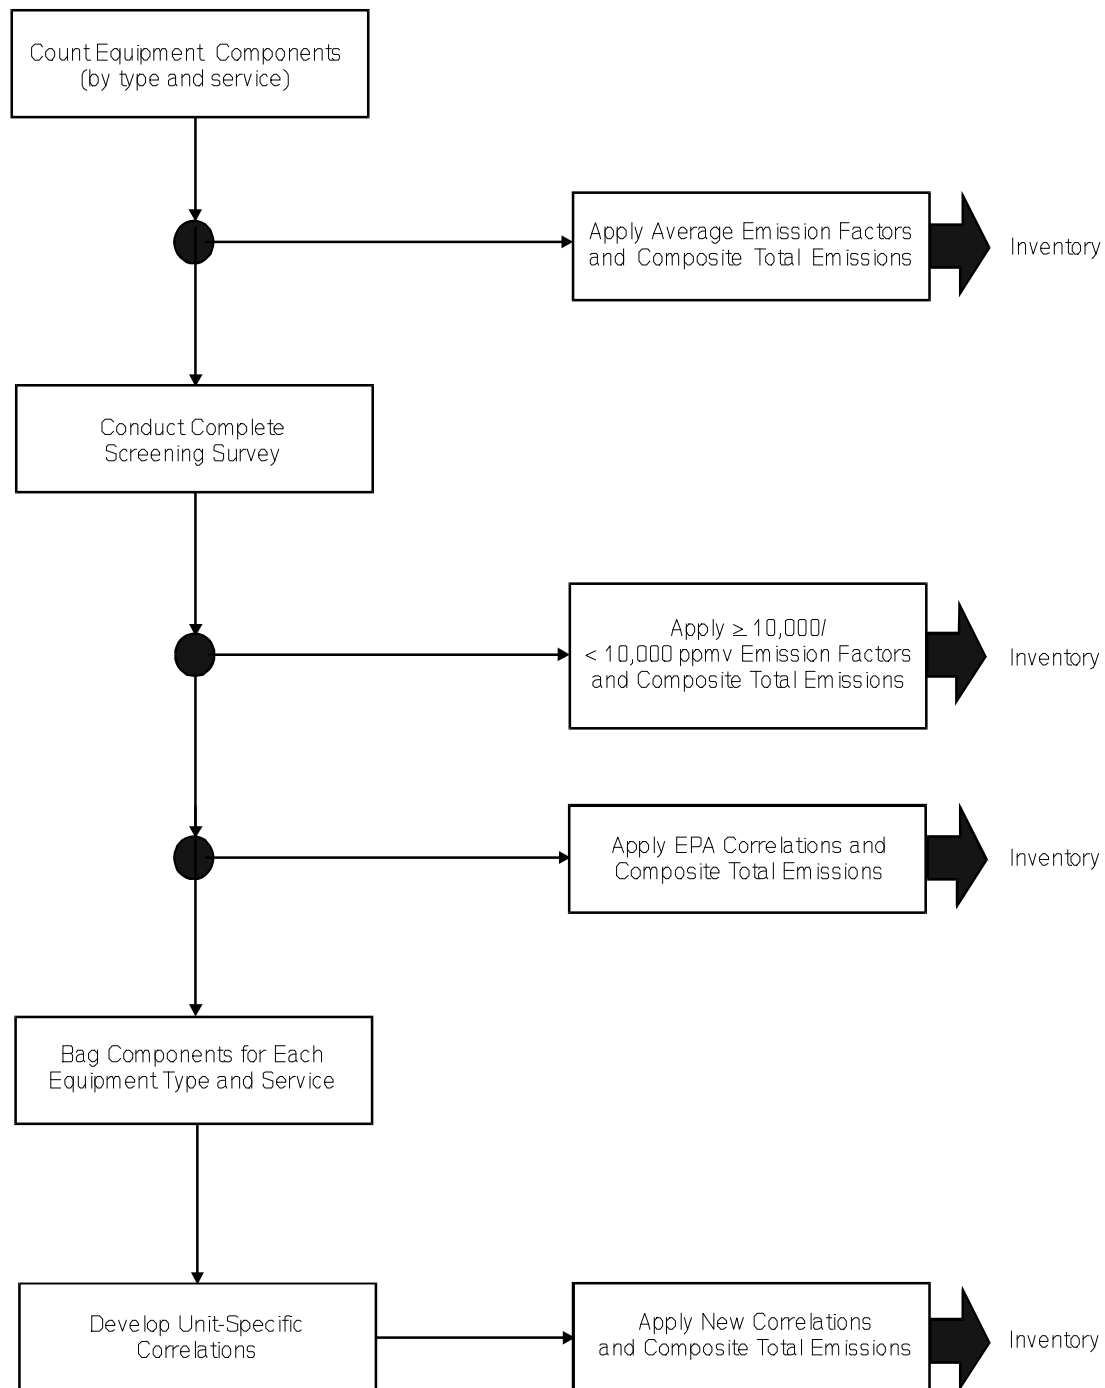 Count Equipment Components
(by type and service)
Apply Average Emission Factors
and Composite Total Emissions
Inventory
Conduct Complete
Screening Survey
Apply ≥ 10,000/
< 10,000 ppmv Emission Factors
and Composite Total Emissions
Inventory
Apply EPA Correlations and
Composite Total Emissions
Inventory
Bag Components for Each
Equipment Type and Service
Develop Unit-Specific
Correlations
Apply New Correlations
and Composite Total Emissions
Inventory